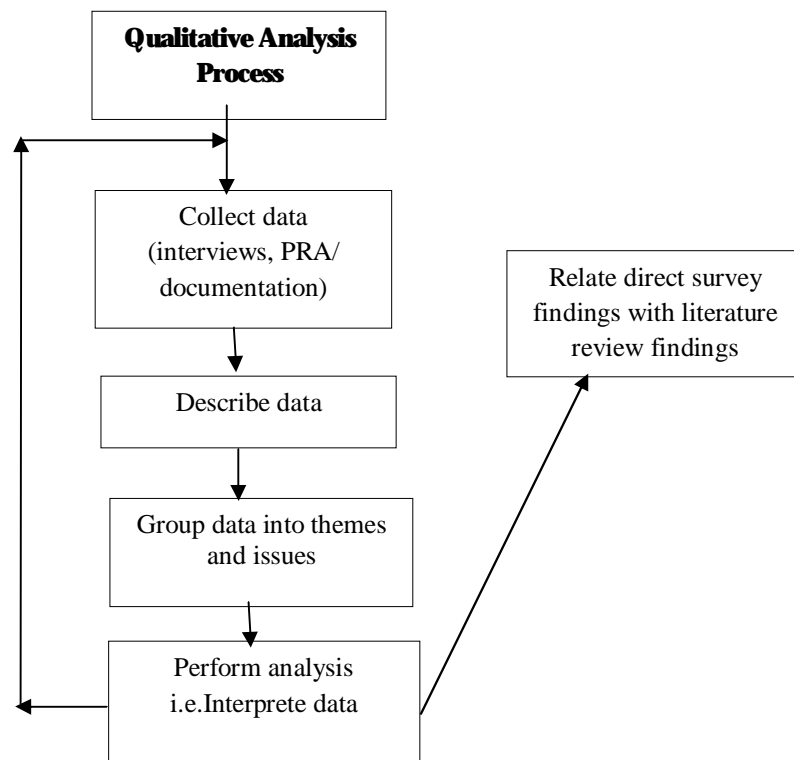 Qualitative Analysis
Process
Collect data
(interviews, PRA/
documentation)
Relate direct survey
findings with literature
review findings
Describe data
Group data into themes
and issues
Perform analysis
i.e.Interprete data